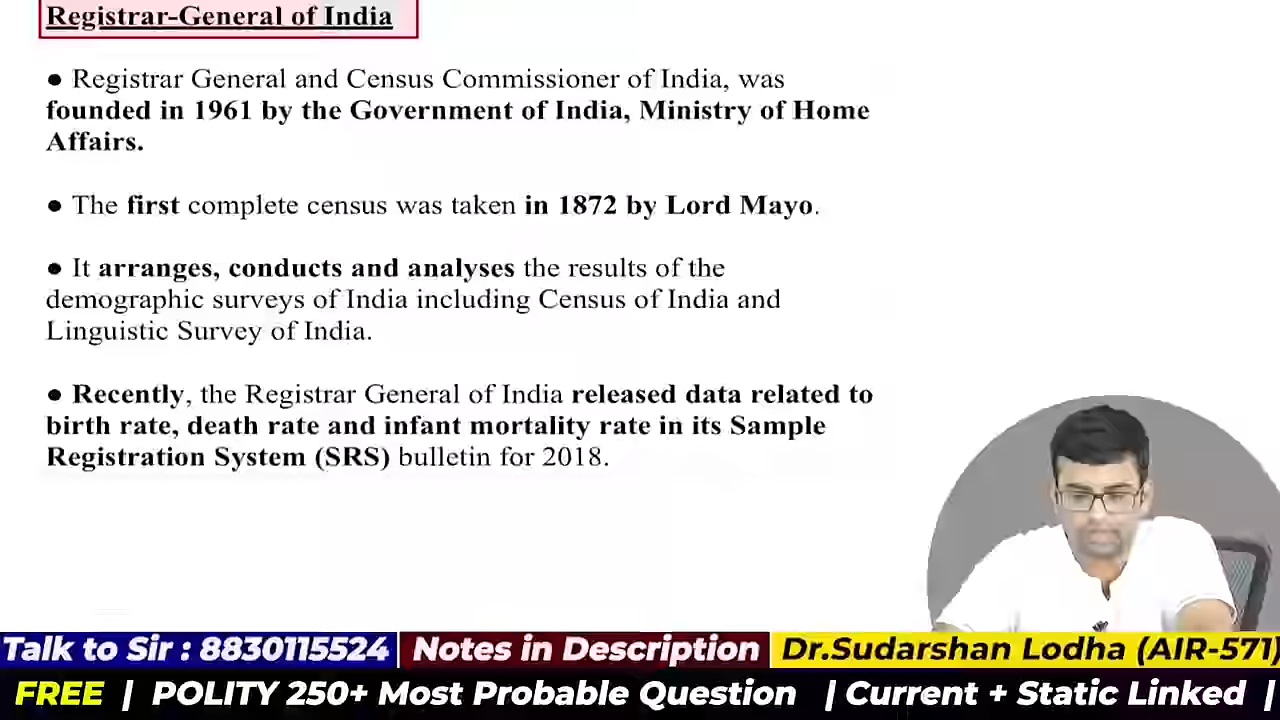 Registrar-General of India
● Registrar General and Census Commissioner of India, was
founded in 1961 by the Government of India, Ministry of Home
Affairs.
● The first complete census was taken in 1872 by Lord Mayo.
● It arranges, conducts and analyses the results of the
demographic surveys of India including Census of India and
Linguistic Survey of India.
● Recently, the Registrar General of India released data related to
birth rate, death rate and infant mortality rate in its Sample
Registration System (SRS) bulletin for 2018.
Talk to Sir : 8830115524 Notes in Description Dr.Sudarshan Lodha (AIR-571)
FREE | POLITY 250+ Most Probable Question | Current + Static Linked |